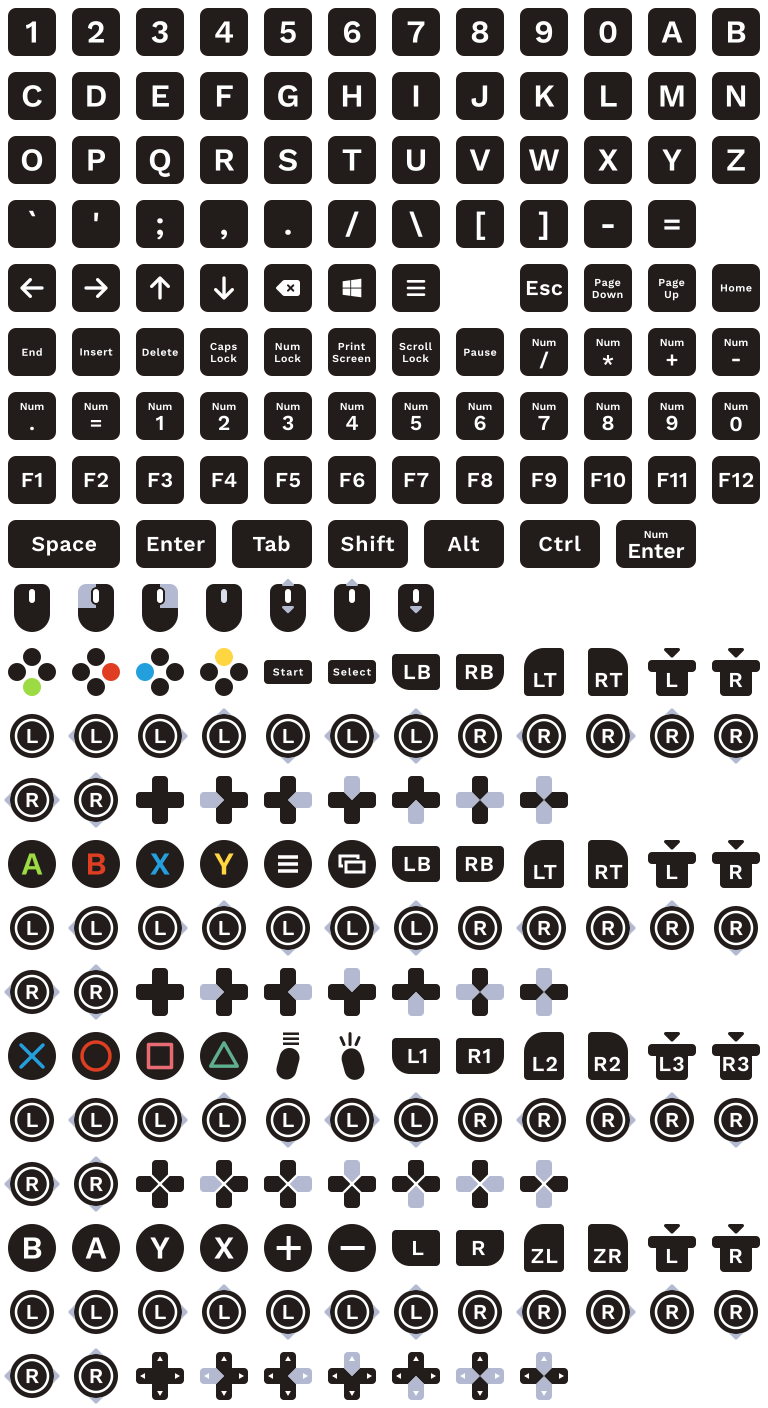 1 2 3 4 5 6 7 8 9 0 A B
C D E F G H I J K L M N
O P Q R S T U V W X Y Z
` ' ; , . / \ [ ] - =
Esc Page Down Page Up Home
End Insert Delete Caps Lock Num Lock Print Screen Scroll Lock Pause Num / Num * Num + Num -
Num . Num = Num 1 Num 2 Num 3 Num 4 Num 5 Num 6 Num 7 Num 8 Num 9 Num 0
F1 F2 F3 F4 F5 F6 F7 F8 F9 F10 F11 F12
Space Enter Tab Shift Alt Ctrl Num Enter
Start Select LB RB LT RT L R
L L L L L L L R R R R R
R R
A B X Y LB RB LT RT L R
L L L L L L L R R R R R
R R
L1 R1 L2 R2 L3 R3
L L L L L L L R R R R R
R R
B A Y X + − L R ZL ZR L R
L L L L L L L R R R R R
R R